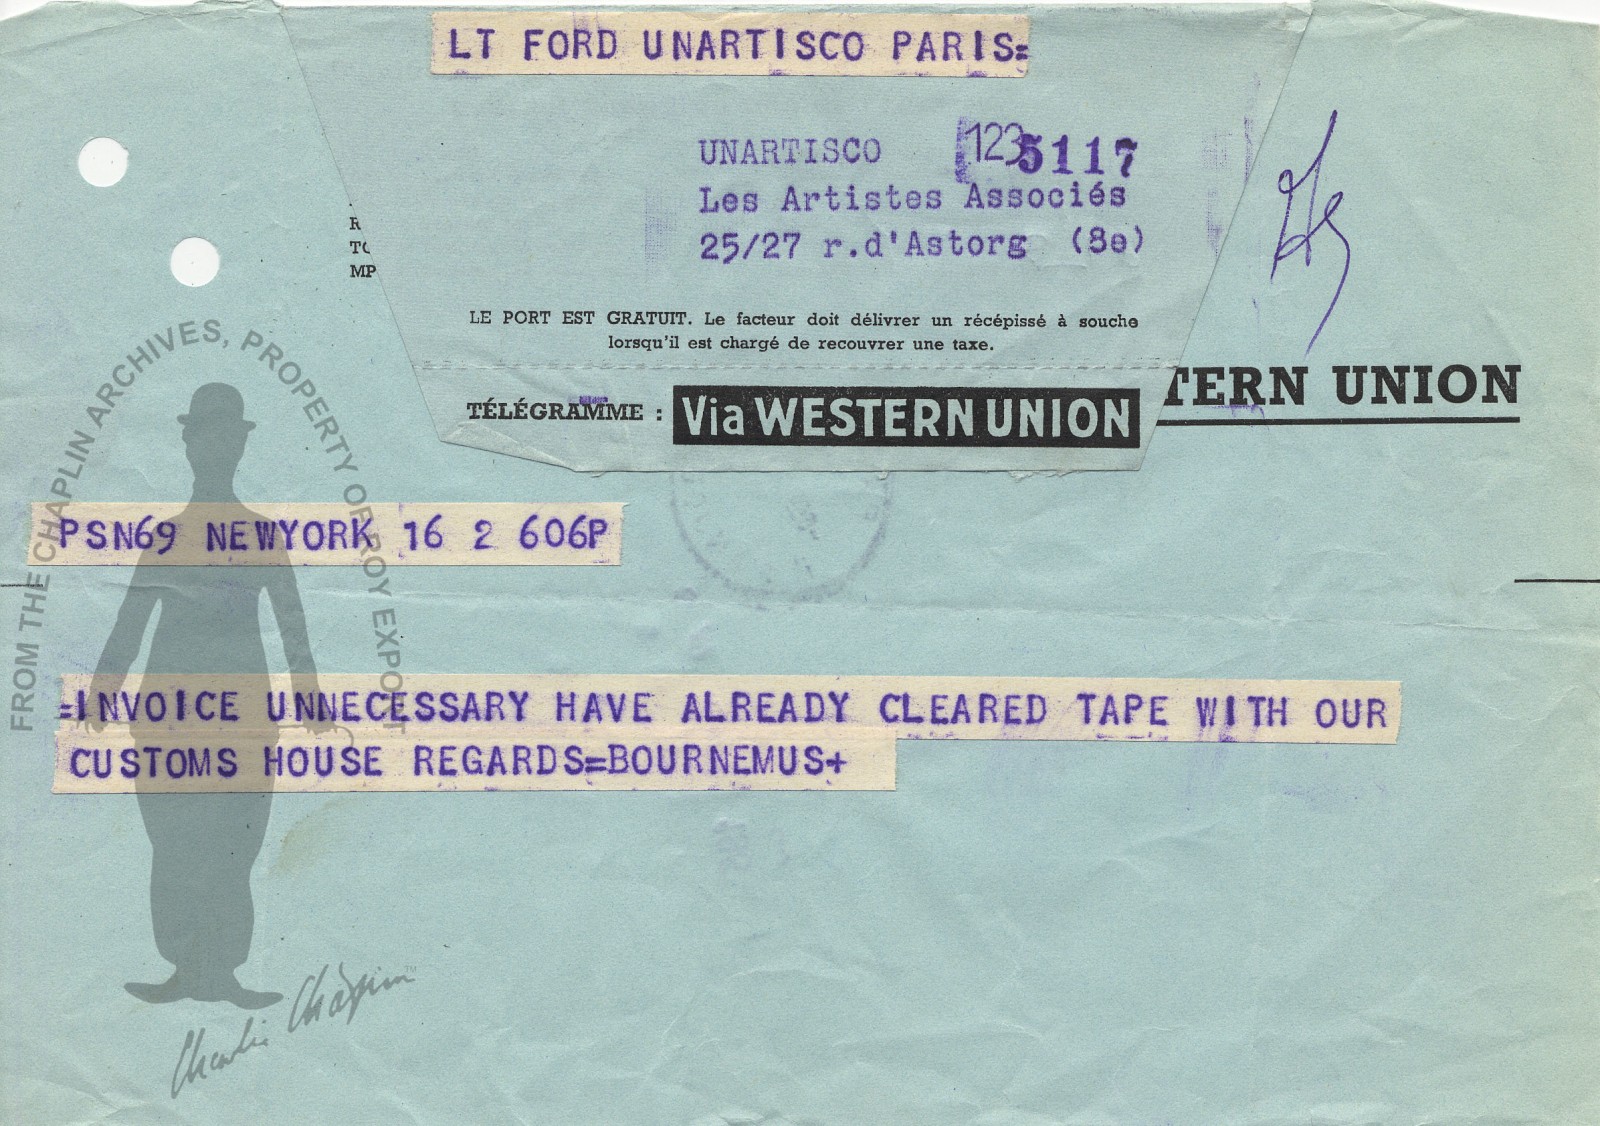 LT FORD UNARTISCO PARIS=
UNARTISCO 123 5117
Les Artistes Associés
25/27 r.d'Astorg (8e)
LE PORT EST GRATUIT. Le facteur doit délivrer un récépissé à souche
lorsqu'il est chargé de recouvrer une taxe.
TÉLÉGRAMME : Via WESTERN UNION
TERN UNION
PSN69 NEWYORK 16 2 606P
=INVOICE UNNECESSARY HAVE ALREADY CLEARED TAPE WITH OUR
CUSTOMS HOUSE REGARDS=BOURNEMUS+
FROM THE CHAPLIN ARCHIVES, PROPERTY OF ROY EXPORT
Charlie Chaplin TM